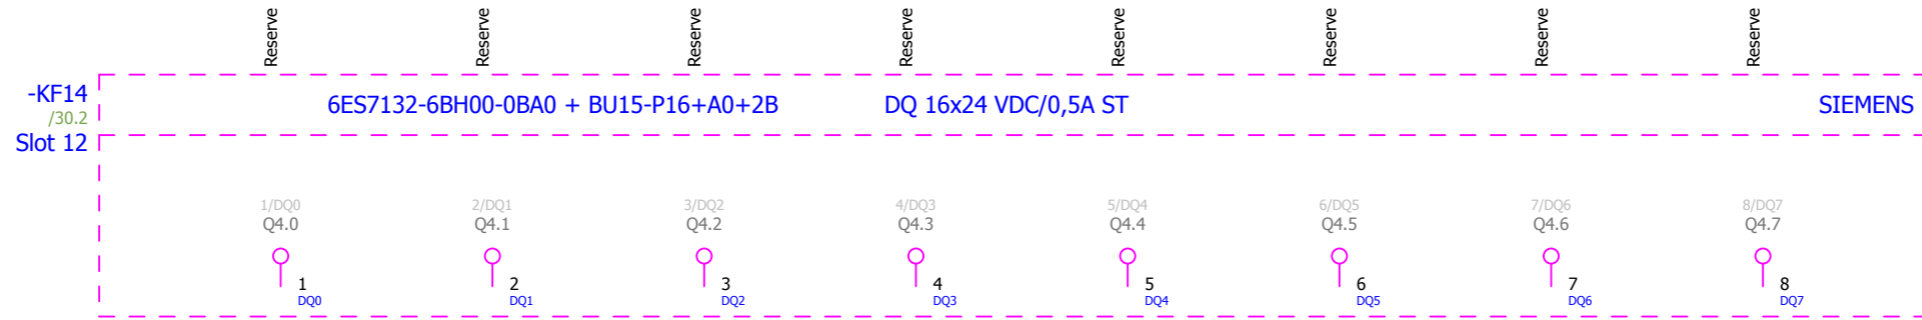 Reserve Reserve Reserve Reserve Reserve Reserve Reserve Reserve
-KF14 6ES7132-6BH00-0BA0 + BU15-P16+A0+2B DQ 16x24 VDC/0,5A ST SIEMENS
/30.2
Slot 12
1/DQ0 2/DQ1 3/DQ2 4/DQ3 5/DQ4 6/DQ5 7/DQ6 8/DQ7
Q4.0 Q4.1 Q4.2 Q4.3 Q4.4 Q4.5 Q4.6 Q4.7
1 2 3 4 5 6 7 8
DQ0 DQ1 DQ2 DQ3 DQ4 DQ5 DQ6 DQ7